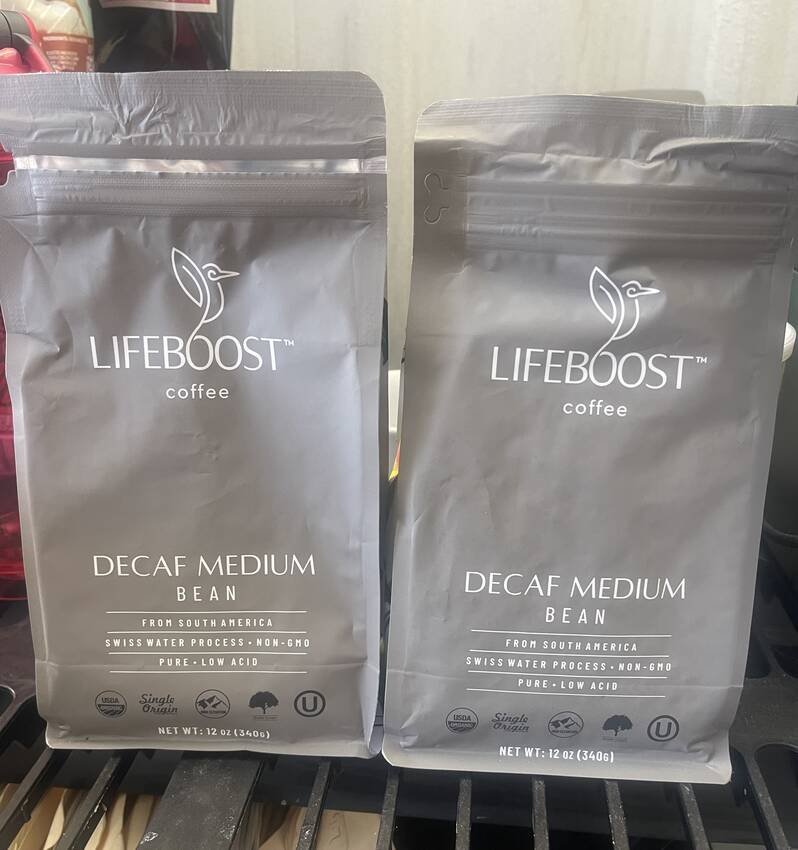 LIFEBOOST™
coffee
DECAF MEDIUM
BEAN
FROM SOUTH AMERICA
SWISS WATER PROCESS • NON-GMO
PURE • LOW ACID
USDA
ORGANIC
Single
Origin
U
NET WT: 12 OZ (340G)
LIFEBOOST™
coffee
DECAF MEDIUM
BEAN
FROM SOUTH AMERICA
SWISS WATER PROCESS • NON-GMO
PURE • LOW ACID
USDA
ORGANIC
Single
Origin
U
NET WT: 12 OZ (340G)